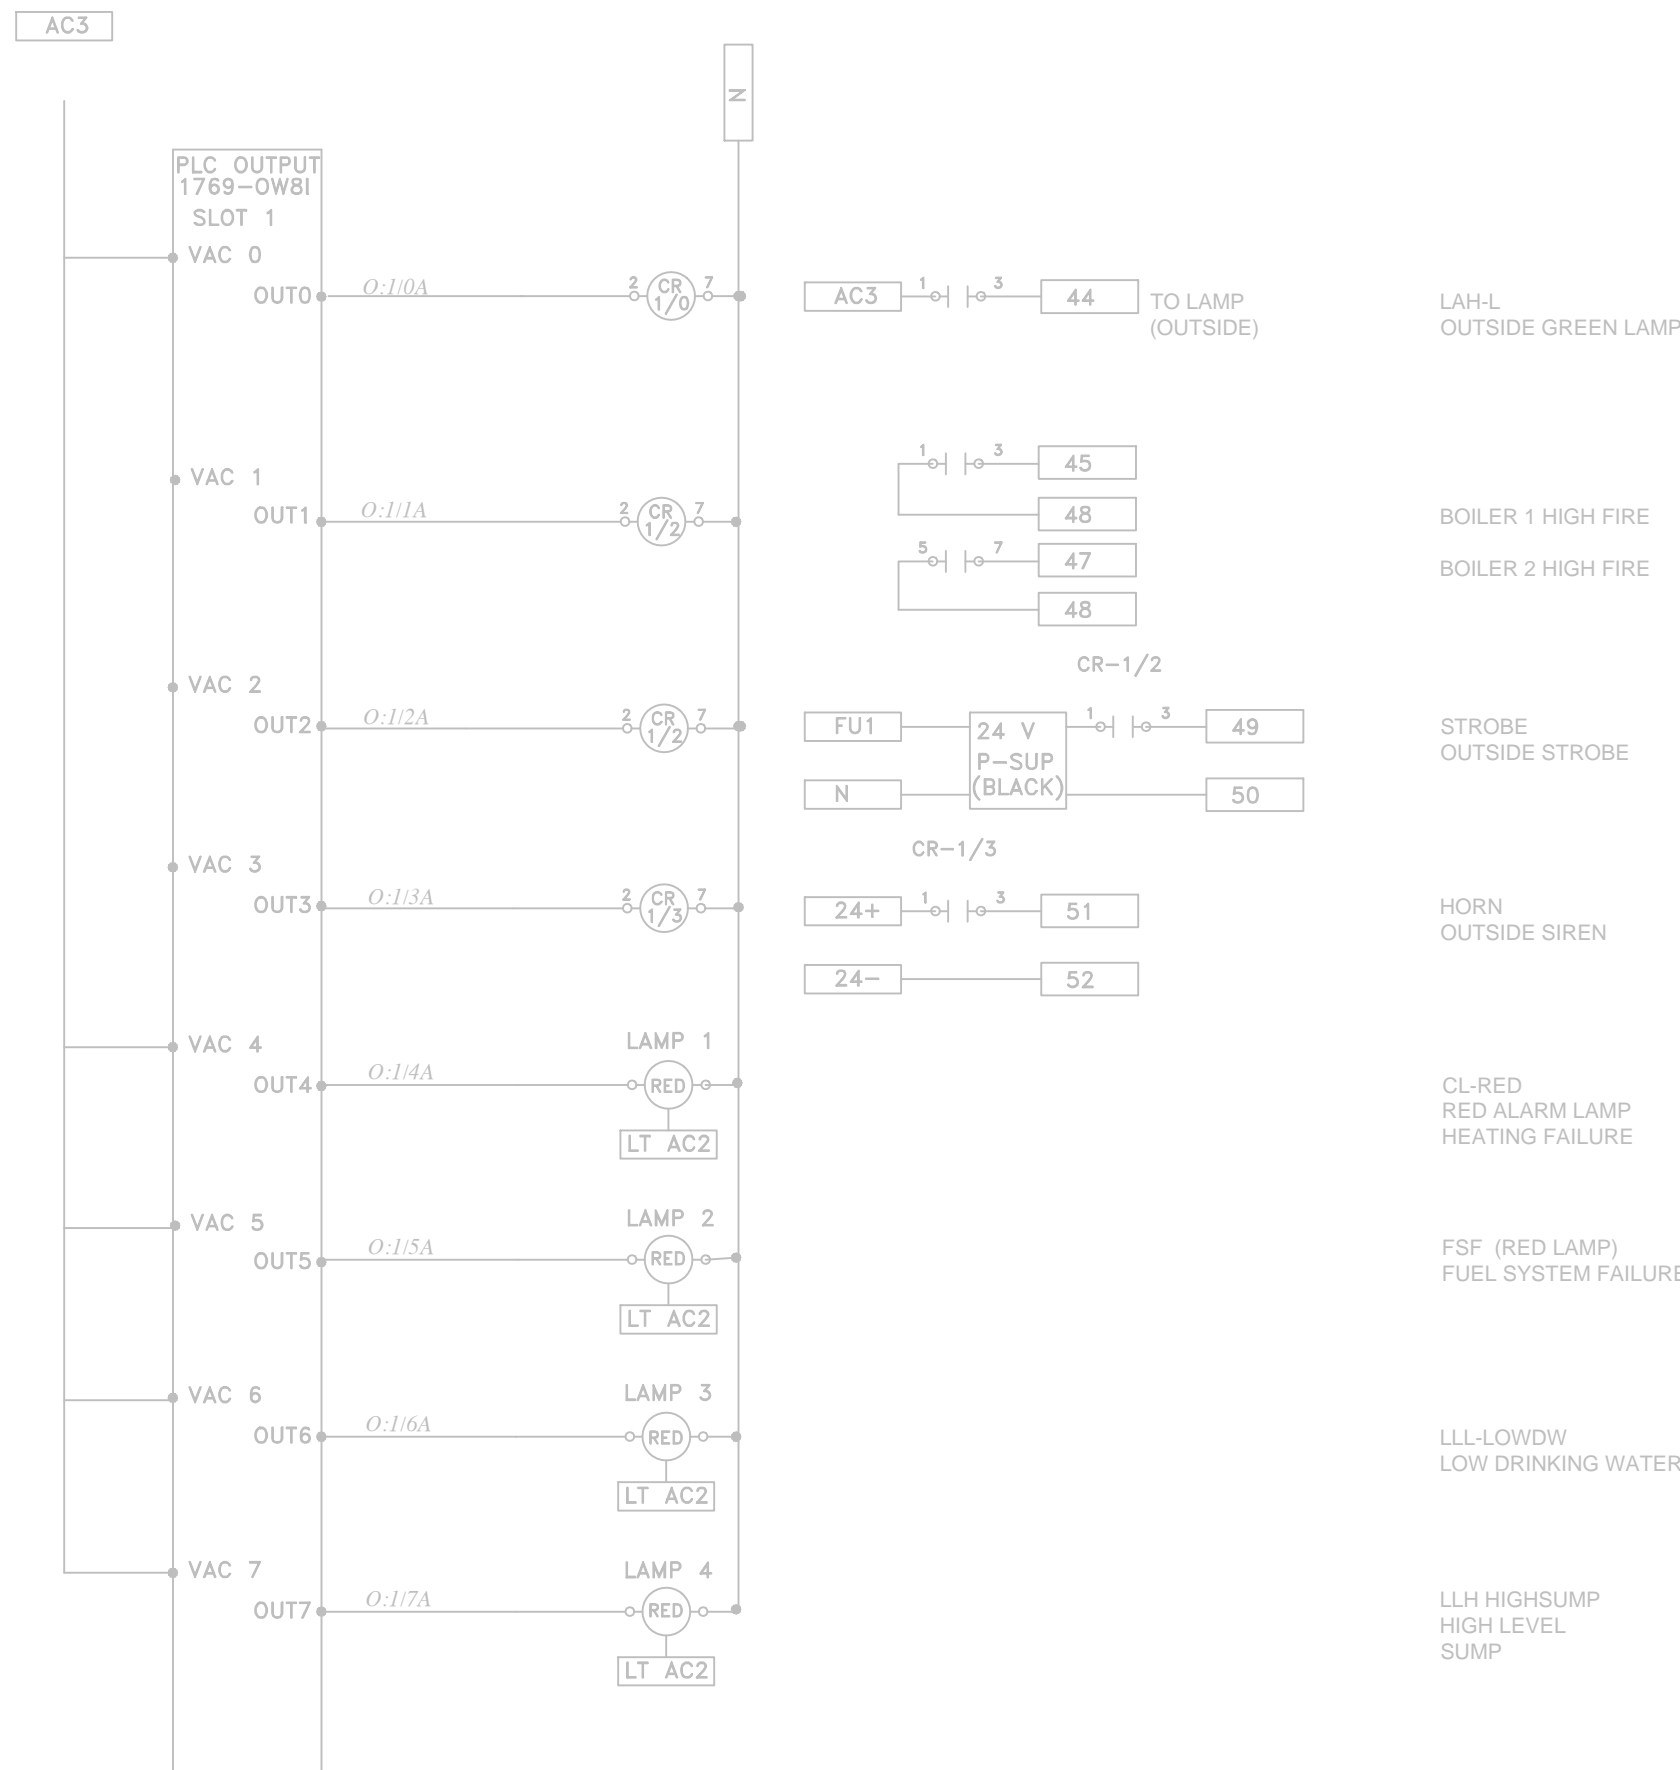 AC3
N
PLC OUTPUT
1769-OW8I
SLOT 1
VAC 0
OUT0 O:1/0A 2 CR 1/0 7 AC3 1 3 44 TO LAMP LAH-L
(OUTSIDE) OUTSIDE GREEN LAMP
1 3 45
VAC 1
OUT1 O:1/1A 2 CR 1/2 7 48 BOILER 1 HIGH FIRE
5 7 47 BOILER 2 HIGH FIRE
48
CR-1/2
VAC 2
OUT2 O:1/2A 2 CR 1/2 7 FU1 24 V 1 3 49 STROBE
P-SUP OUTSIDE STROBE
N (BLACK) 50
CR-1/3
VAC 3
OUT3 O:1/3A 2 CR 1/3 7 24+ 1 3 51 HORN
OUTSIDE SIREN
24- 52
VAC 4 LAMP 1
OUT4 O:1/4A RED CL-RED
RED ALARM LAMP
LT AC2 HEATING FAILURE
VAC 5 LAMP 2
OUT5 O:1/5A RED FSF (RED LAMP)
FUEL SYSTEM FAILURE
LT AC2
VAC 6 LAMP 3
OUT6 O:1/6A RED LLL-LOWDW
LOW DRINKING WATER
LT AC2
VAC 7 LAMP 4
OUT7 O:1/7A RED LLH HIGHSUMP
HIGH LEVEL
SUMP
LT AC2